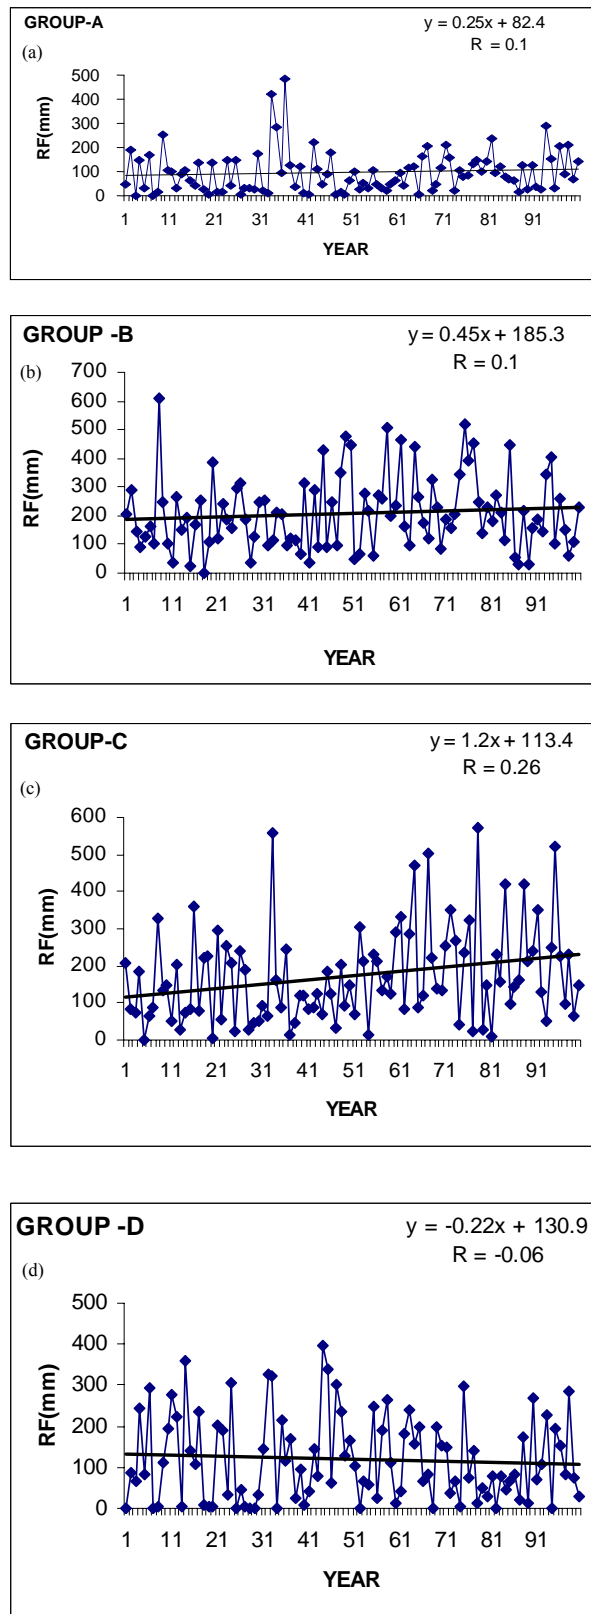 GROUP-A
y = 0.25x + 82.4
R = 0.1
(a)
RF(mm)
500
400
300
200
100
0
1 11 21 31 41 51 61 71 81 91
YEAR
GROUP -B
y = 0.45x + 185.3
R = 0.1
(b)
RF(mm)
700
600
500
400
300
200
100
0
1 11 21 31 41 51 61 71 81 91
YEAR
GROUP-C
y = 1.2x + 113.4
R = 0.26
(c)
RF(mm)
600
500
400
300
200
100
0
1 11 21 31 41 51 61 71 81 91
YEAR
GROUP -D
y = -0.22x + 130.9
R = -0.06
(d)
RF(mm)
500
400
300
200
100
0
1 11 21 31 41 51 61 71 81 91
YEAR